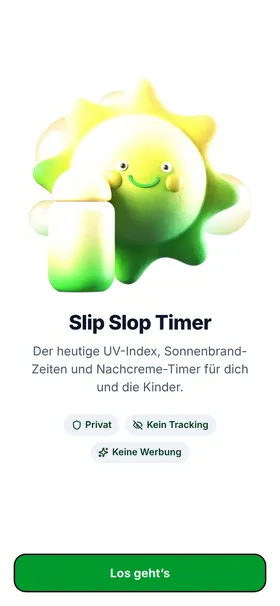 Slip Slop Timer
Der heutige UV-Index, Sonnenbrand-
Zeiten und Nachcreme-Timer für dich
und die Kinder.
Privat
Kein Tracking
Keine Werbung
Los geht’s